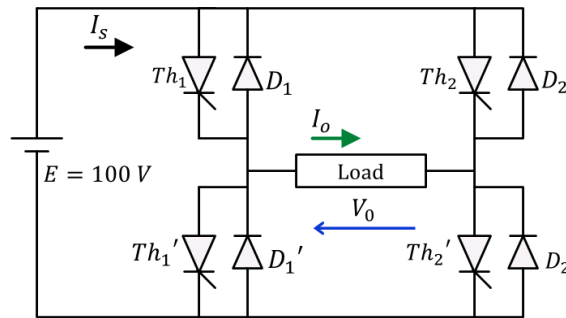 I_s
Th_1
D_1
Th_2
D_2
I_o
E = 100 V
Load
V_0
Th_1'
D_1'
Th_2'
D_2